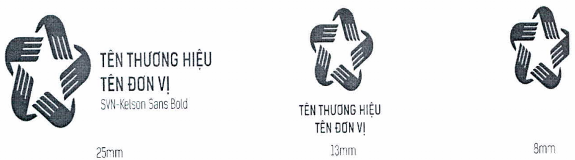 TÊN THƯƠNG HIỆU
TÊN ĐƠN VỊ
SVN-Kelson Sans Bold
25mm
TÊN THƯƠNG HIỆU
TÊN ĐƠN VỊ
13mm
8mm